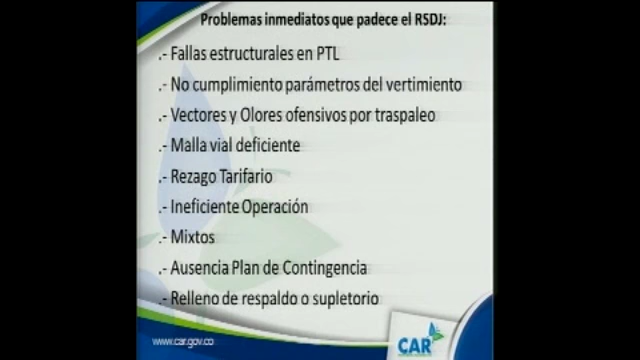 Problemas inmediatos que padece el RSDJ:
.- Fallas estructurales en PTL
.- No cumplimiento parámetros del vertimiento
.- Vectores y Olores ofensivos por traspaleo
.- Malla vial deficiente
.- Rezago Tarifario
.- Ineficiente Operación
.- Mixtos
.- Ausencia Plan de Contingencia
.- Relleno de respaldo o supletorio
www.car.gov.co
CAR